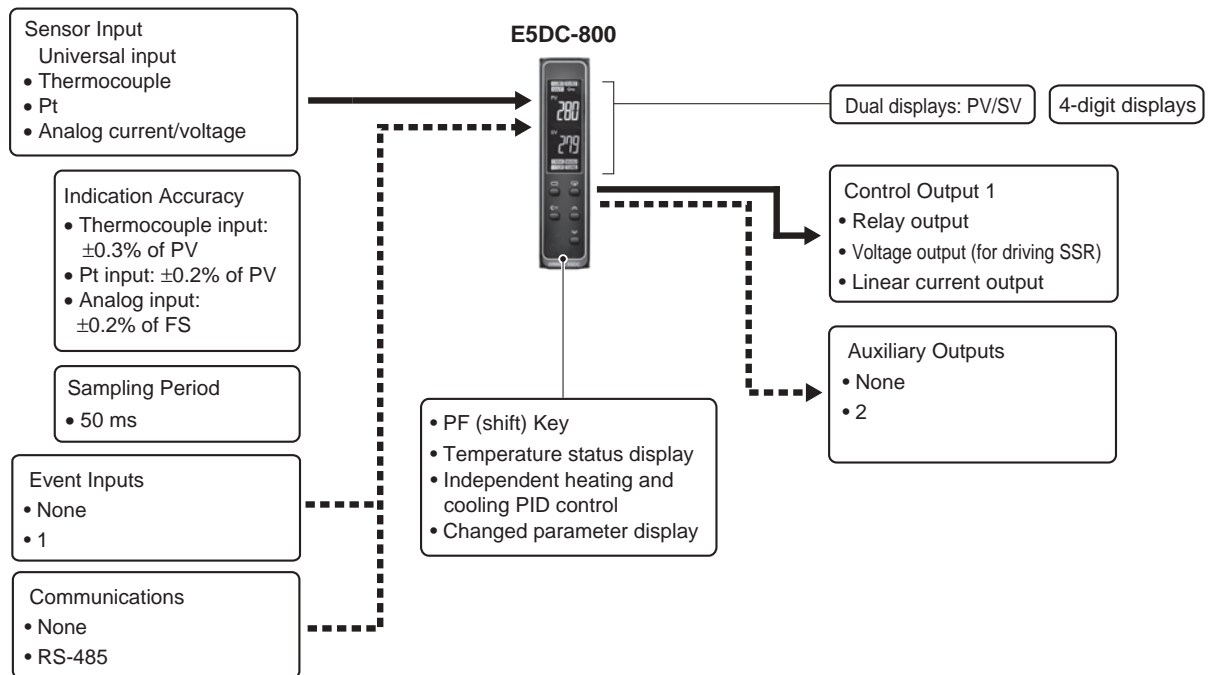 Sensor Input
Universal input
• Thermocouple
• Pt
• Analog current/voltage
Indication Accuracy
• Thermocouple input:
±0.3% of PV
• Pt input: ±0.2% of PV
• Analog input:
±0.2% of FS
Sampling Period
• 50 ms
Event Inputs
• None
• 1
Communications
• None
• RS-485
E5DC-800
PV
280
SV
279
• PF (shift) Key
• Temperature status display
• Independent heating and
cooling PID control
• Changed parameter display
Dual displays: PV/SV
4-digit displays
Control Output 1
• Relay output
• Voltage output (for driving SSR)
• Linear current output
Auxiliary Outputs
• None
• 2